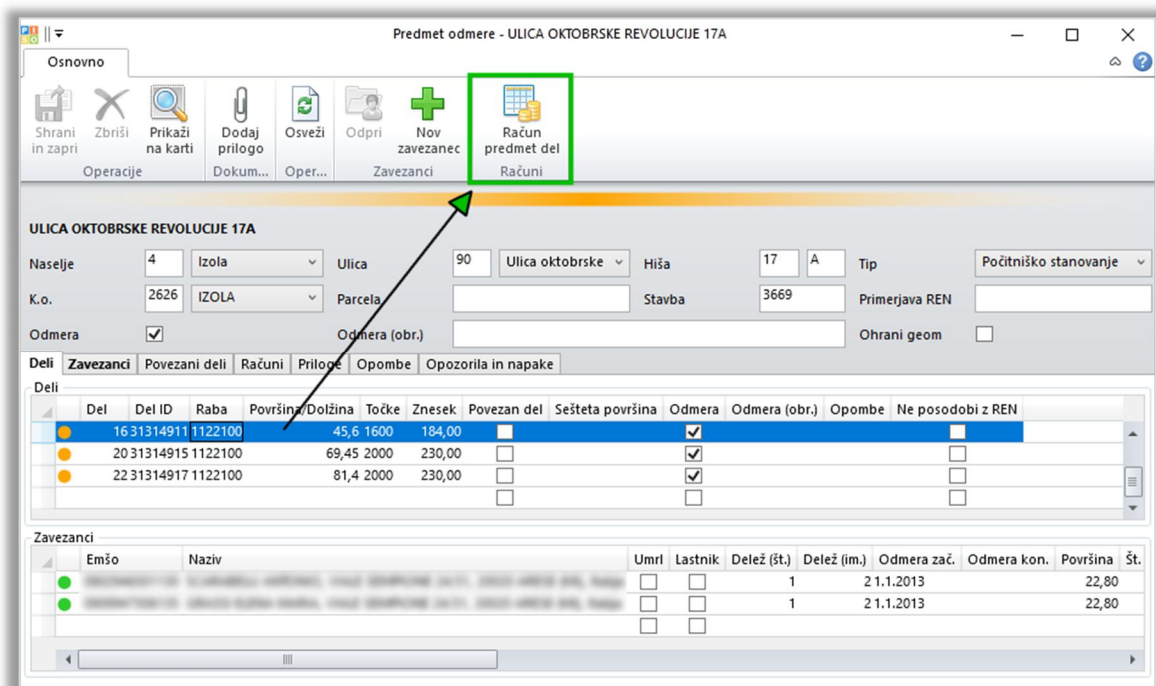 Predmet odmere - ULICA OKTOBRSKE REVOLUCIJE 17A
Osnovno
Shrani in zapri
Zbriši
Prikaži na karti
Dodaj prilogo
Osveži
Odpri
Nov zavezanec
Račun predmet del
Operacije Dokum... Oper... Zavezanci Računi
ULICA OKTOBRSKE REVOLUCIJE 17A
Naselje 4 Izola Ulica 90 Ulica oktobrske Hiša 17 A Tip Počitniško stanovanje
K.o. 2626 IZOLA Parcela Stavba 3669 Primerjava REN
Odmera Odmera (obr.) Ohrani geom
Deli Zavezanci Povezani deli Računi Priloge Opombe Opozorila in napake
Deli
Del Del ID Raba Površina/Dolžina Točke Znesek Povezan del Sešteta površina Odmera Odmera (obr.) Opombe Ne posodobi z REN
16 31314911 1122100 45,6 1600 184,00
20 31314915 1122100 69,45 2000 230,00
22 31314917 1122100 81,4 2000 230,00
Zavezanci
Emšo Naziv Umrl Lastnik Delež (št.) Delež (im.) Odmera zač. Odmera kon. Površina Št.
1 2 1.1.2013 22,80
1 2 1.1.2013 22,80